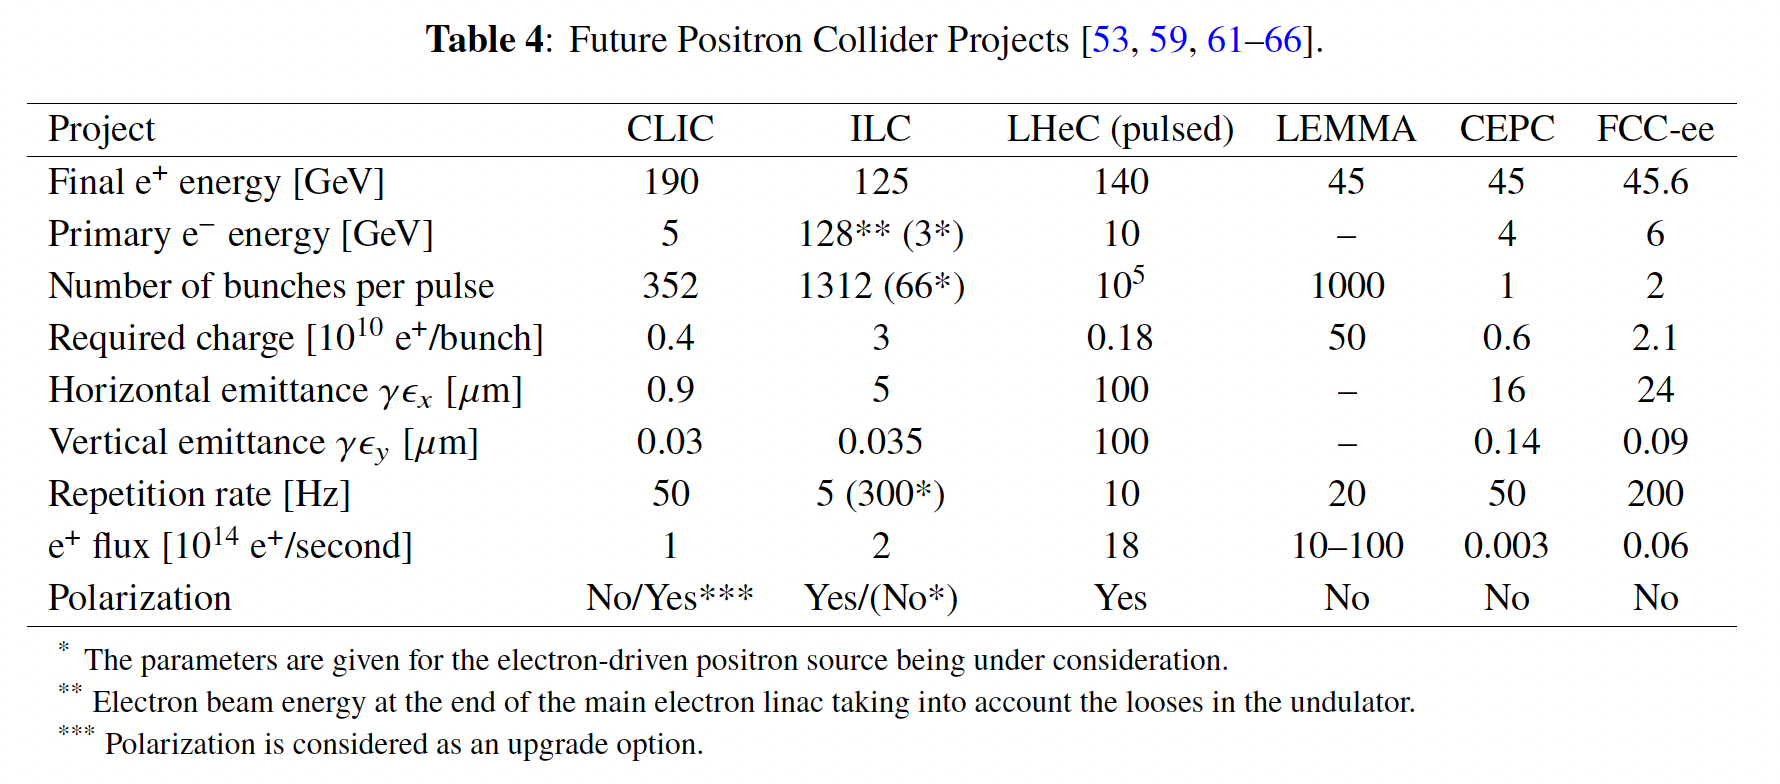 Table 4: Future Positron Collider Projects [53, 59, 61–66].
Project CLIC ILC LHeC (pulsed) LEMMA CEPC FCC-ee
Final e⁺ energy [GeV] 190 125 140 45 45 45.6
Primary e⁻ energy [GeV] 5 128** (3*) 10 – 4 6
Number of bunches per pulse 352 1312 (66*) 10⁵ 1000 1 2
Required charge [10¹⁰ e⁺/bunch] 0.4 3 0.18 50 0.6 2.1
Horizontal emittance γϵₓ [μm] 0.9 5 100 – 16 24
Vertical emittance γϵ_y [μm] 0.03 0.035 100 – 0.14 0.09
Repetition rate [Hz] 50 5 (300*) 10 20 50 200
e⁺ flux [10¹⁴ e⁺/second] 1 2 18 10–100 0.003 0.06
Polarization No/Yes*** Yes/(No*) Yes No No No
* The parameters are given for the electron-driven positron source being under consideration.
** Electron beam energy at the end of the main electron linac taking into account the looses in the undulator.
*** Polarization is considered as an upgrade option.